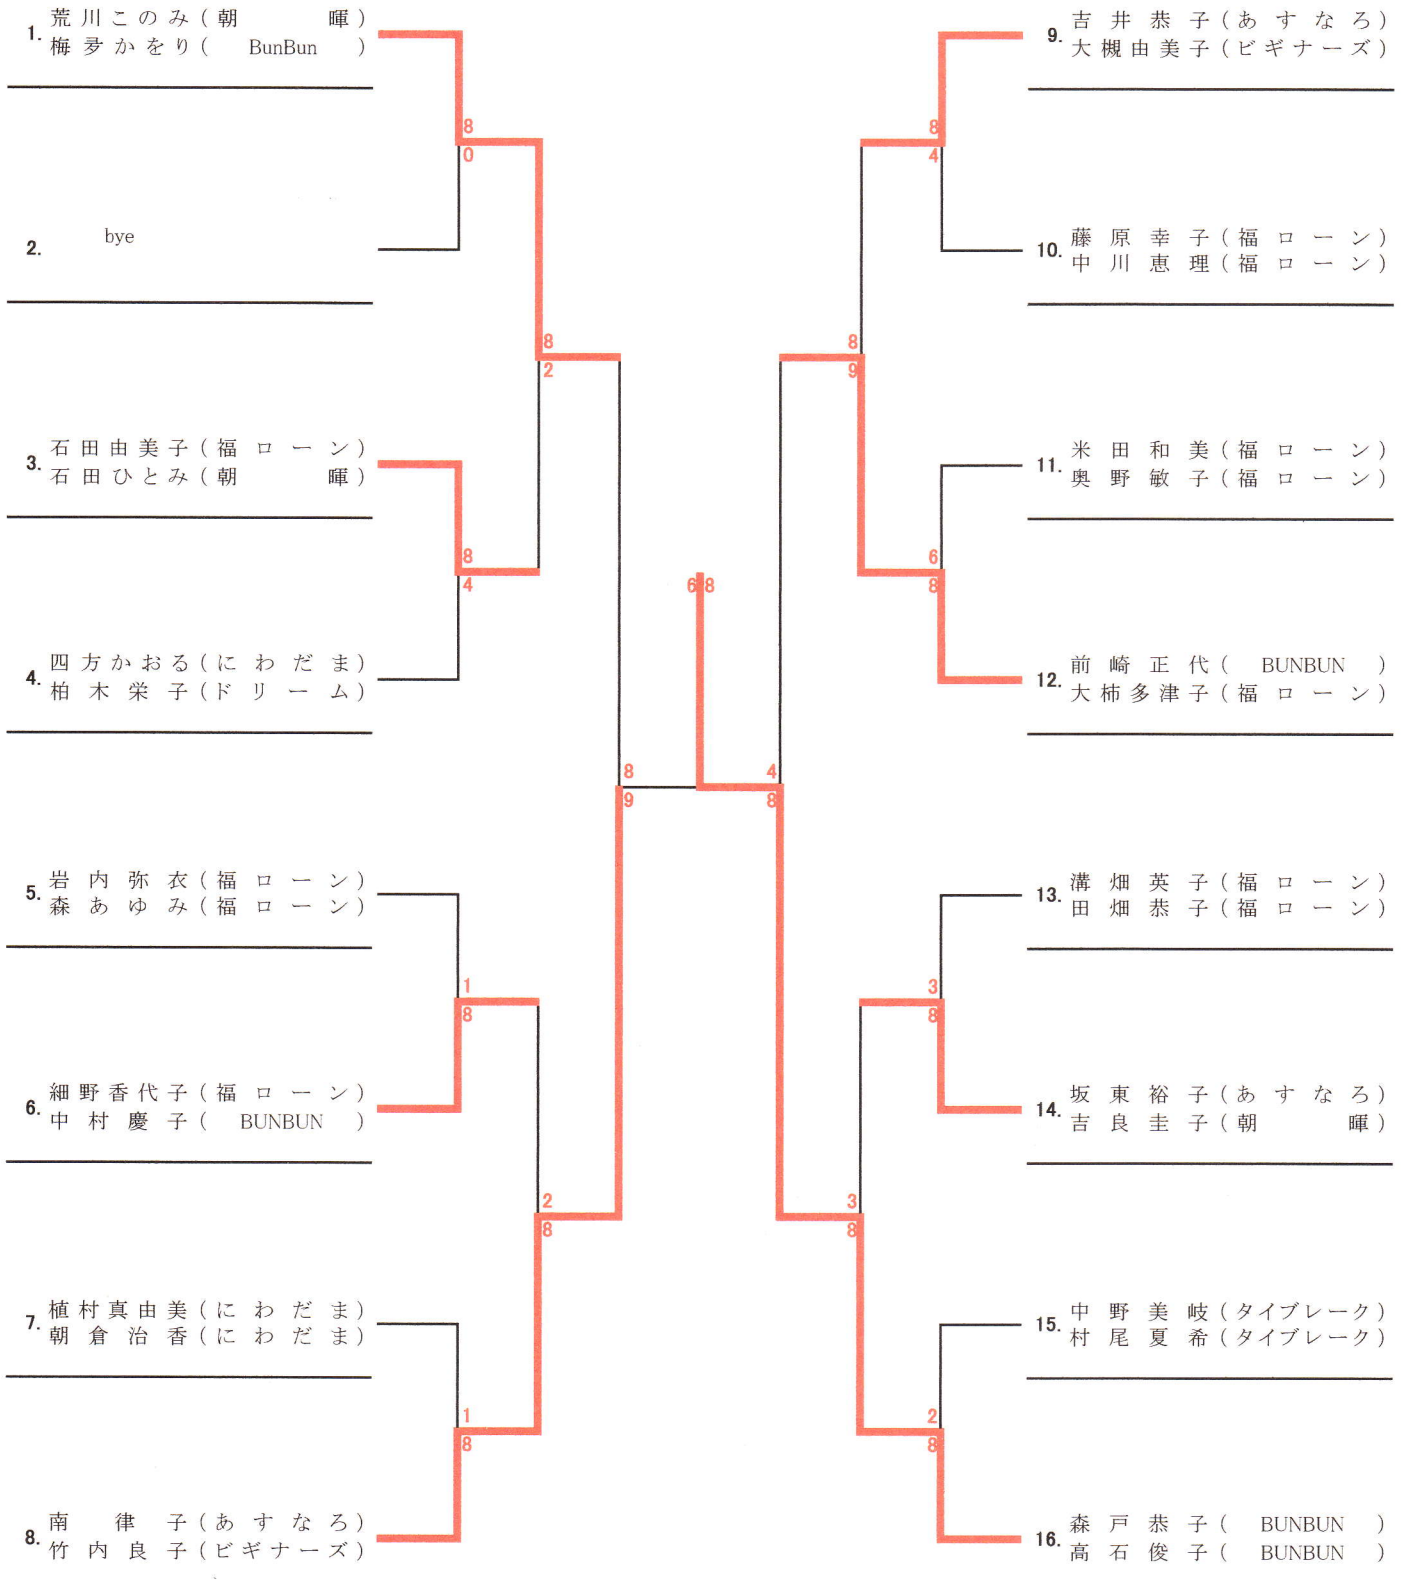 1. 荒川このみ(朝暉)
梅夛かをり(BunBun)
8
0
2. bye
8
2
3. 石田由美子(福ローン)
石田ひとみ(朝暉)
8
4
4. 四方かおる(にわだま)
柏木栄子(ドリーム)
8
9
5. 岩内弥衣(福ローン)
森あゆみ(福ローン)
1
8
6. 細野香代子(福ローン)
中村慶子(BUNBUN)
2
8
7. 植村真由美(にわだま)
朝倉治香(にわだま)
1
8
8. 南律子(あすなろ)
竹内良子(ビギナーズ)
6 8
9. 吉井恭子(あすなろ)
大槻由美子(ビギナーズ)
8
4
10. 藤原幸子(福ローン)
中川恵理(福ローン)
8
9
11. 米田和美(福ローン)
奥野敏子(福ローン)
6
8
12. 前崎正代(BUNBUN)
大柿多津子(福ローン)
4
8
13. 溝畑英子(福ローン)
田畑恭子(福ローン)
3
8
14. 坂東裕子(あすなろ)
吉良圭子(朝暉)
3
8
15. 中野美岐(タイブレーク)
村尾夏希(タイブレーク)
2
8
16. 森戸恭子(BUNBUN)
高石俊子(BUNBUN)